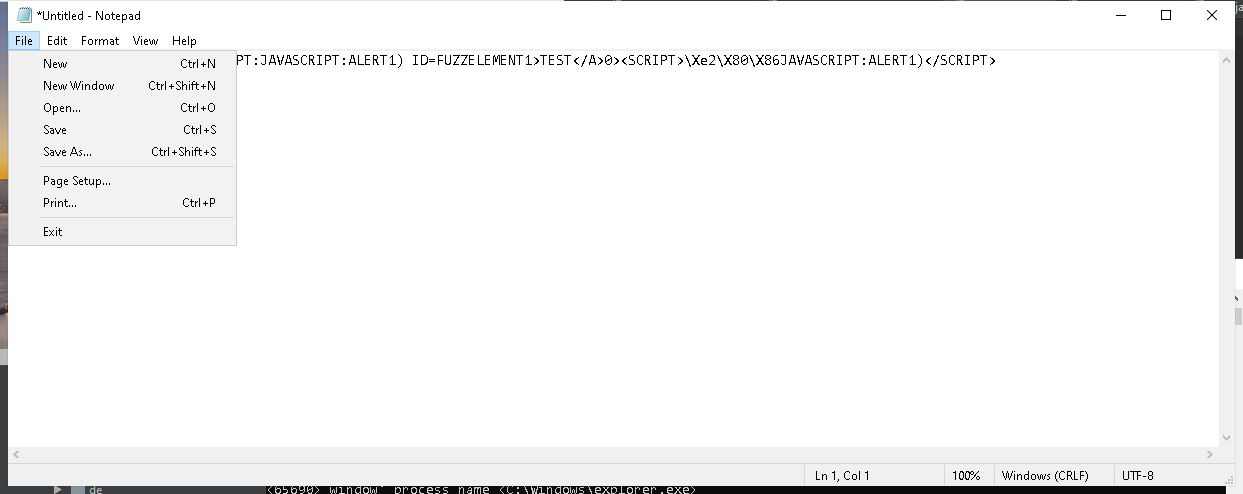 *Untitled - Notepad
File Edit Format View Help
PT:JAVASCRIPT:ALERT1) ID=FUZZELEMENT1>TEST</A>0><SCRIPT>\Xe2\X80\X86JAVASCRIPT:ALERT1)</SCRIPT>
New Ctrl+N
New Window Ctrl+Shift+N
Open... Ctrl+O
Save Ctrl+S
Save As... Ctrl+Shift+S
Page Setup...
Print... Ctrl+P
Exit
Ln 1, Col 1 100% Windows (CRLF) UTF-8
de <65690> window' process name <C:\Windows\explorer.exe>